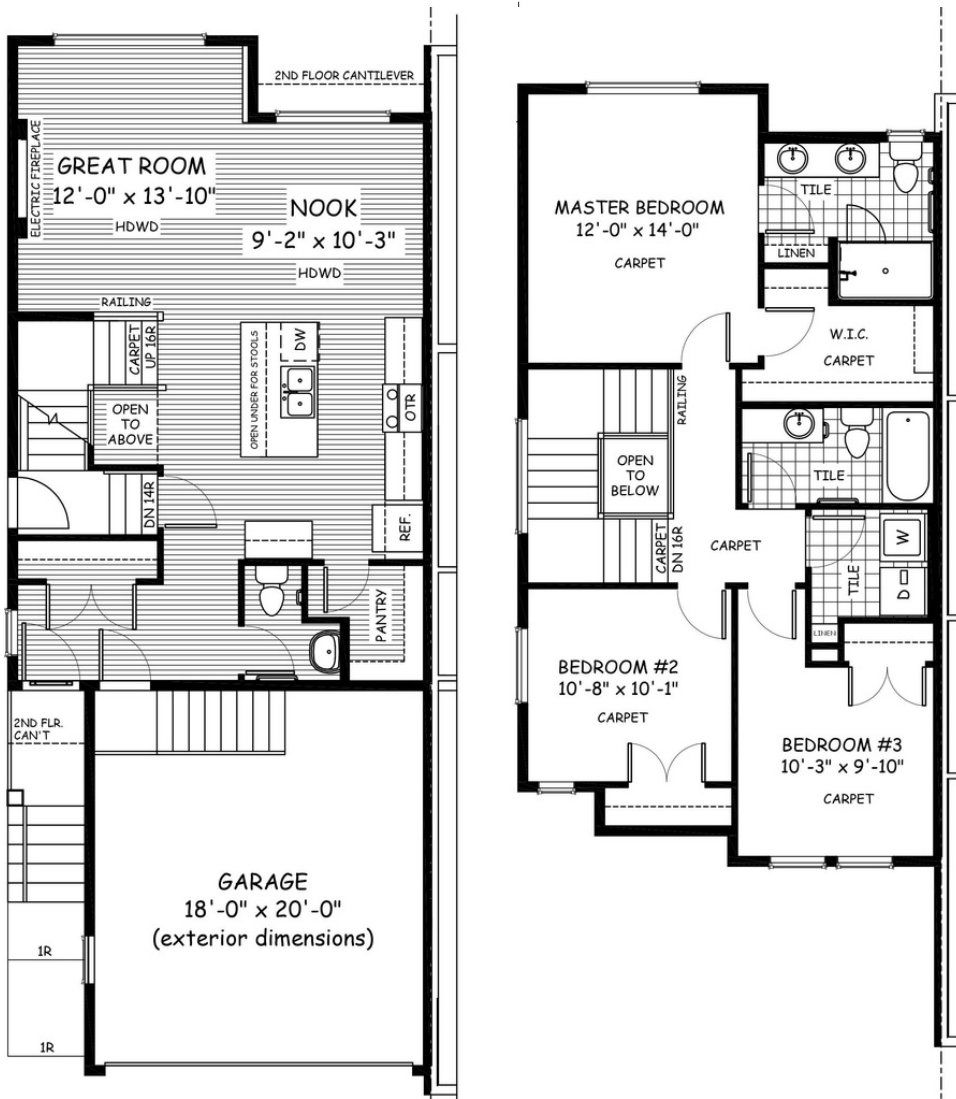 2ND FLOOR CANTILEVER
ELECTRIC FIREPLACE
GREAT ROOM
12'-0" x 13'-10"
HDWD
NOOK
9'-2" x 10'-3"
HDWD
RAILING
CARPET
UP 16R
OPEN
TO
ABOVE
OPEN UNDER FOR STOOLS
DW
OTR
DN 14R
REF.
PANTRY
2ND FLR.
CAN'T
1R
1R
GARAGE
18'-0" x 20'-0"
(exterior dimensions)
MASTER BEDROOM
12'-0" x 14'-0"
CARPET
TILE
LINEN
W.I.C.
CARPET
RAILING
OPEN
TO
BELOW
CARPET
DN 16R
TILE
CARPET
W
D
TILE
LINEN
BEDROOM #2
10'-8" x 10'-1"
CARPET
BEDROOM #3
10'-3" x 9'-10"
CARPET